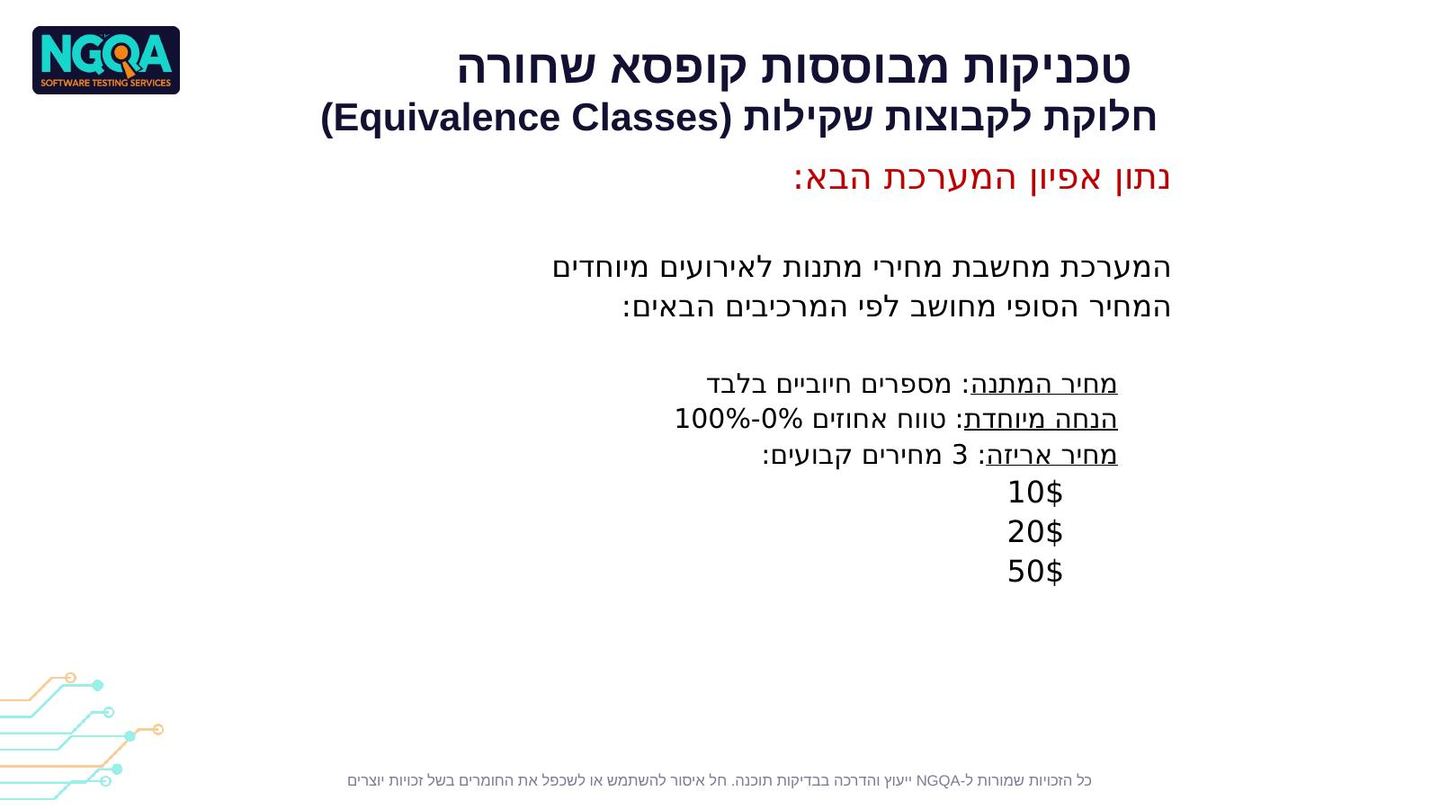 NGQA
SOFTWARE TESTING SERVICES
טכניקות מבוססות קופסא שחורה
חלוקת לקבוצות שקילות (Equivalence Classes)
נתון אפיון המערכת הבא:
המערכת מחשבת מחירי מתנות לאירועים מיוחדים
המחיר הסופי מחושב לפי המרכיבים הבאים:
מחיר המתנה: מספרים חיוביים בלבד
הנחה מיוחדת: טווח אחוזים 0%-100%
מחיר אריזה: 3 מחירים קבועים:
10$
20$
50$
כל הזכויות שמורות ל-NGQA ייעוץ והדרכה בבדיקות תוכנה. חל איסור להשתמש או לשכפל את החומרים בשל זכויות יוצרים